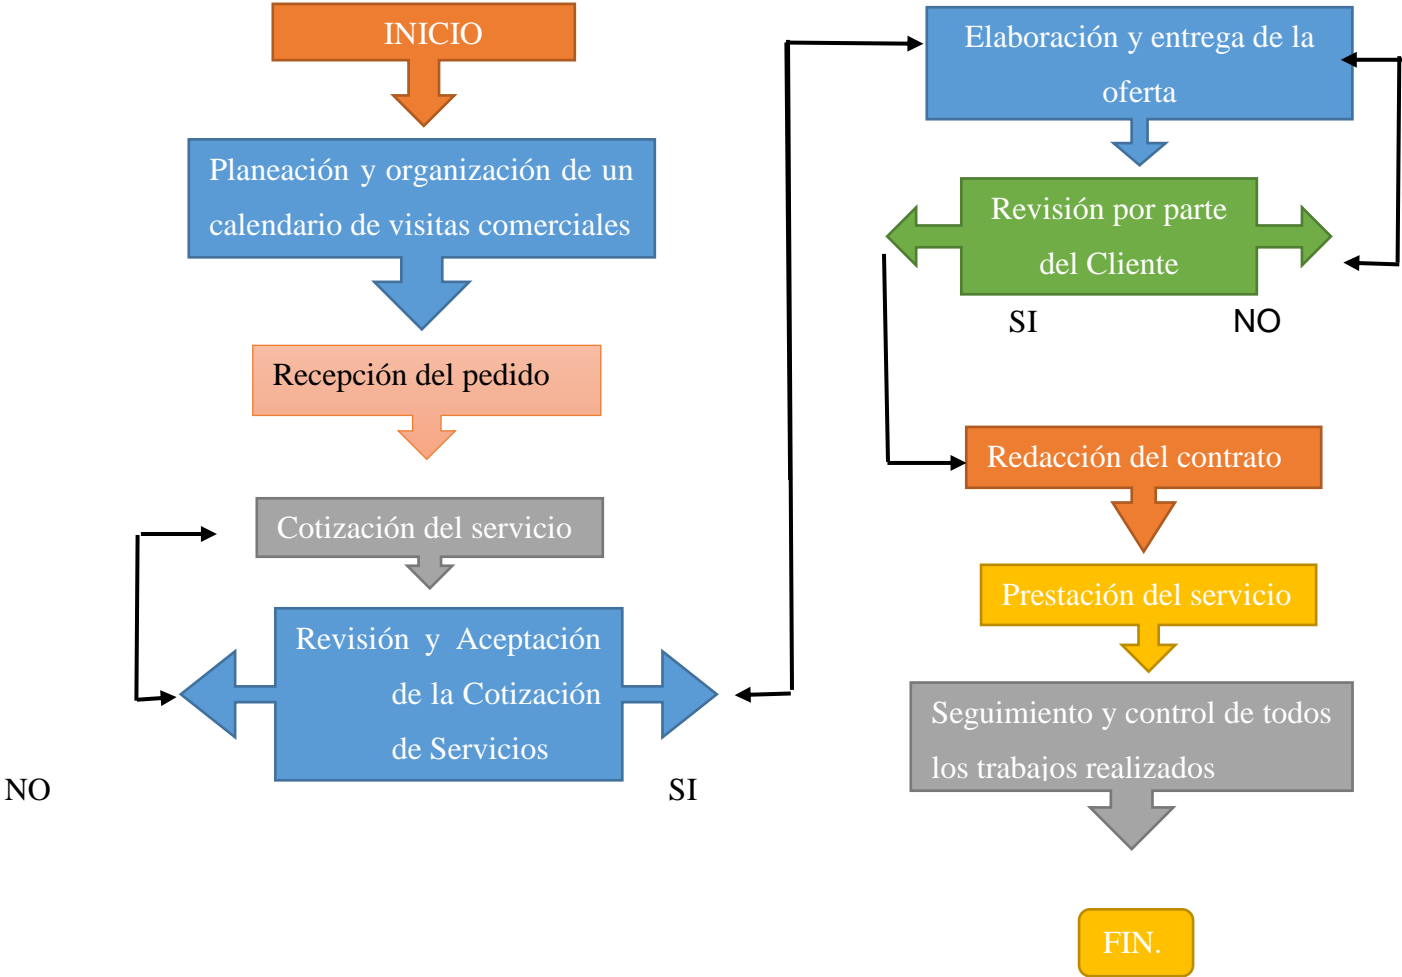 INICIO
Planeación y organización de un
calendario de visitas comerciales
Recepción del pedido
Cotización del servicio
Revisión y Aceptación
de la Cotización
de Servicios
NO
SI
Elaboración y entrega de la
oferta
Revisión por parte
del Cliente
SI
NO
Redacción del contrato
Prestación del servicio
Seguimiento y control de todos
los trabajos realizados
FIN.